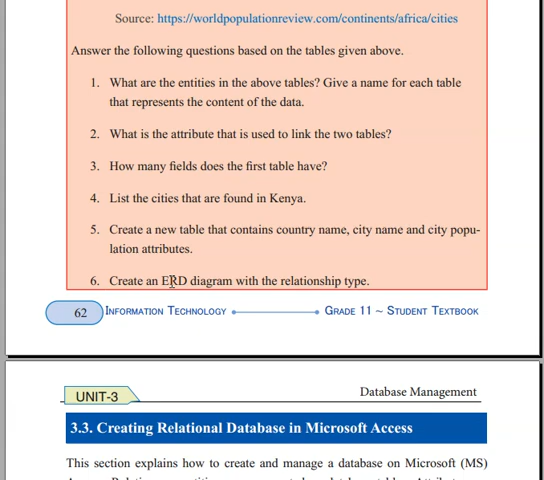 Source: https://worldpopulationreview.com/continents/africa/cities
Answer the following questions based on the tables given above.
1. What are the entities in the above tables? Give a name for each table
that represents the content of the data.
2. What is the attribute that is used to link the two tables?
3. How many fields does the first table have?
4. List the cities that are found in Kenya.
5. Create a new table that contains country name, city name and city popu-
lation attributes.
6. Create an ERD diagram with the relationship type.
62 Information Technology Grade 11 ~ Student Textbook
UNIT-3 Database Management
3.3. Creating Relational Database in Microsoft Access
This section explains how to create and manage a database on Microsoft (MS)